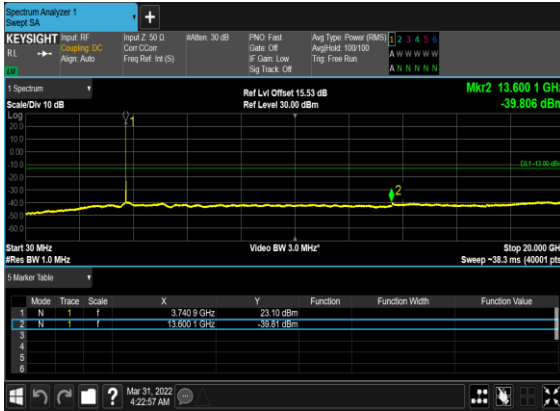 Spectrum Analyzer 1
Swept SA
+
KEYSIGHT Input: RF Input Z: 50 Ω #Atten: 30 dB PNO: Fast Avg Type: Power (RMS) 1 2 3 4 5 6
RL Coupling: DC Corr CCorr Gate: Off Avg|Hold: 100/100 A W W W W W
Align: Auto Freq Ref: Int (S) IF Gain: Low Trig: Free Run
Sig Track: Off A N N N N N
1 Spectrum Ref Lvl Offset 15.53 dB Mkr2 13.600 1 GHz
Scale/Div 10 dB Ref Level 30.00 dBm -39.806 dBm
Log
20.0
10.0
0.00
-10.0
-20.0
-30.0
-40.0
-50.0
-60.0
1
DL1 -13.00 dBm
2
Start 30 MHz Video BW 3.0 MHz* Stop 20.000 GHz
#Res BW 1.0 MHz Sweep ~38.3 ms (40001 pts)
5 Marker Table
Mode Trace Scale X Y Function Function Width Function Value
1 N 1 f 3.740 9 GHz 23.10 dBm
2 N 1 f 13.600 1 GHz -39.81 dBm
3
4
5
6
? Mar 31, 2022
4:22:57 AM